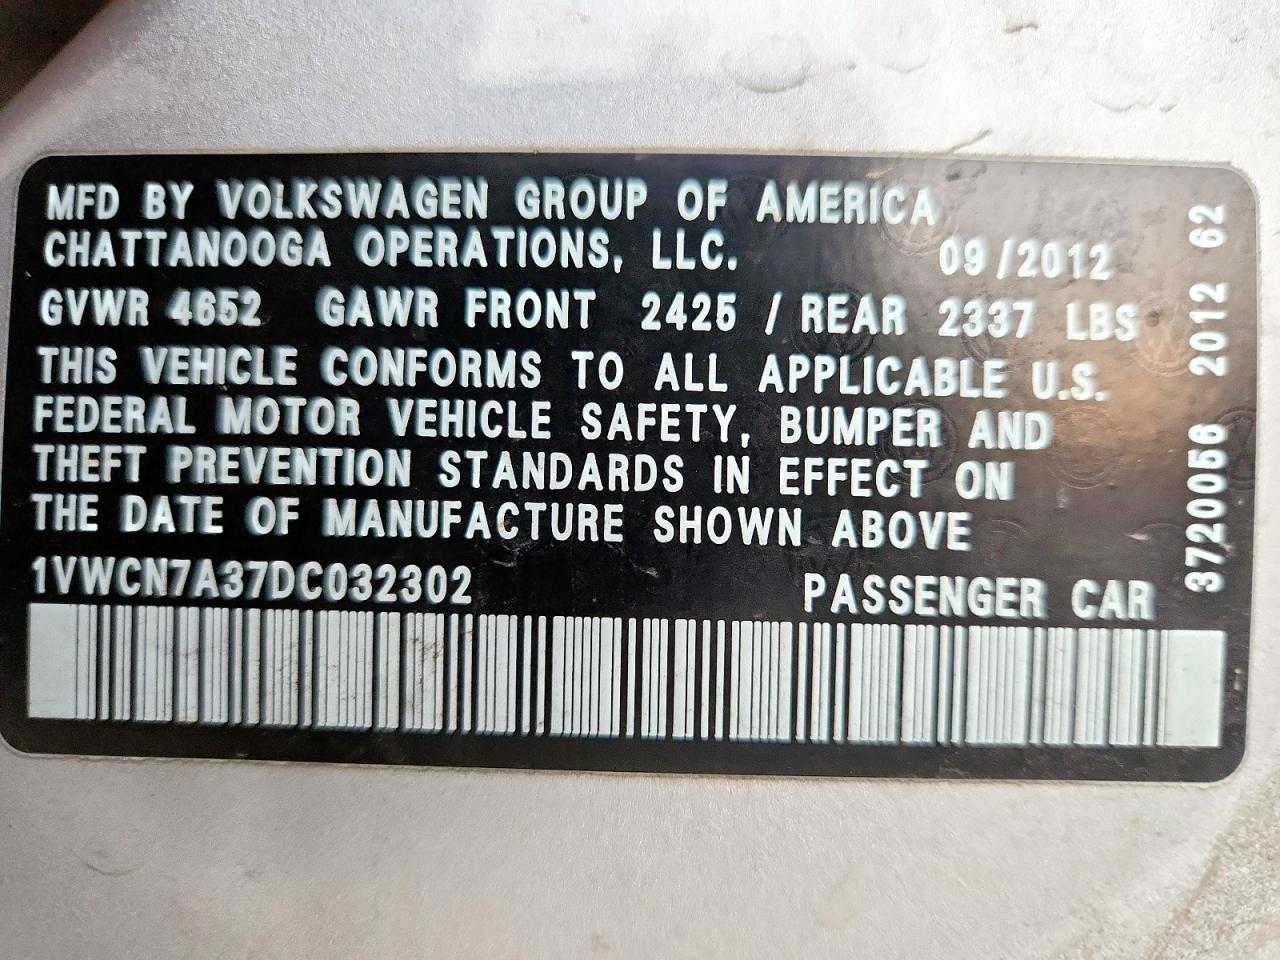 MFD BY VOLKSWAGEN GROUP OF AMERICA
CHATTANOOGA OPERATIONS, LLC. 09/2012
GVWR 4652 GAWR FRONT 2425 / REAR 2337 LBS
THIS VEHICLE CONFORMS TO ALL APPLICABLE U.S.
FEDERAL MOTOR VEHICLE SAFETY, BUMPER AND
THEFT PREVENTION STANDARDS IN EFFECT ON
THE DATE OF MANUFACTURE SHOWN ABOVE
1VWCN7A37DC032302 PASSENGER CAR
37200056 2012 62